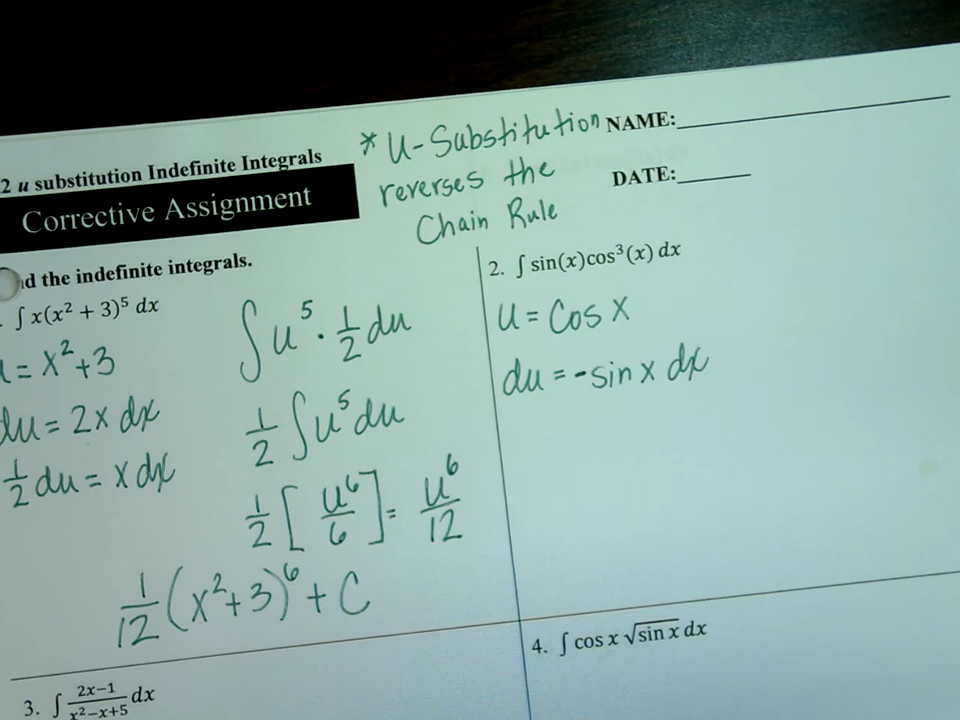 2 u substitution Indefinite Integrals
Corrective Assignment
* U-Substitution
reverses the
Chain Rule
NAME:
DATE:
d the indefinite integrals.
. ∫ x(x² + 3)⁵ dx
u = x²+3
du = 2x dx
1/2 du = x dx
∫ u⁵ · 1/2 du
1/2 ∫ u⁵ du
1/2 [ u⁶/6 ] = u⁶/12
1/12 (x²+3)⁶ + C
2. ∫ sin(x)cos³(x) dx
u = cos x
du = -sin x dx
3. ∫ 2x−1/x²−x+5 dx
4. ∫ cos x √sin x dx